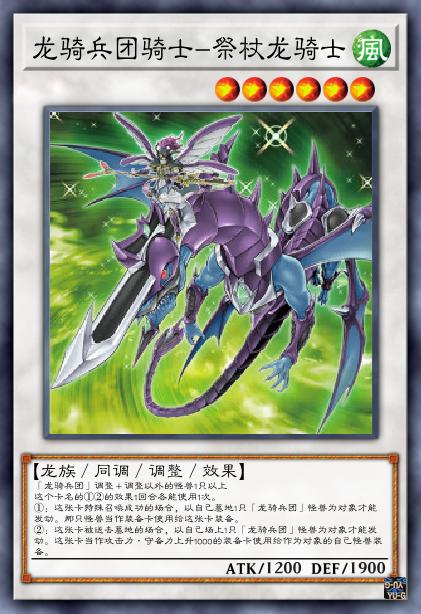 龙骑兵团骑士-祭杖龙骑士 風
【龙族／同调／调整／效果】
「龙骑兵团」调整＋调整以外的怪兽1只以上
这个卡名的①②的效果1回合各能使用1次。
①：这张卡特殊召唤成功的场合，以自己墓地1只「龙骑兵团」怪兽为对象才能
发动。那只怪兽当作装备卡使用给这张卡装备。
②：这张卡被送去墓地的场合，以自己场上1只「龙骑兵团」怪兽为对象才能发
动。这张卡当作攻击力·守备力上升1000的装备卡使用给作为对象的自己怪兽装
备。
ATK/1200 DEF/1900